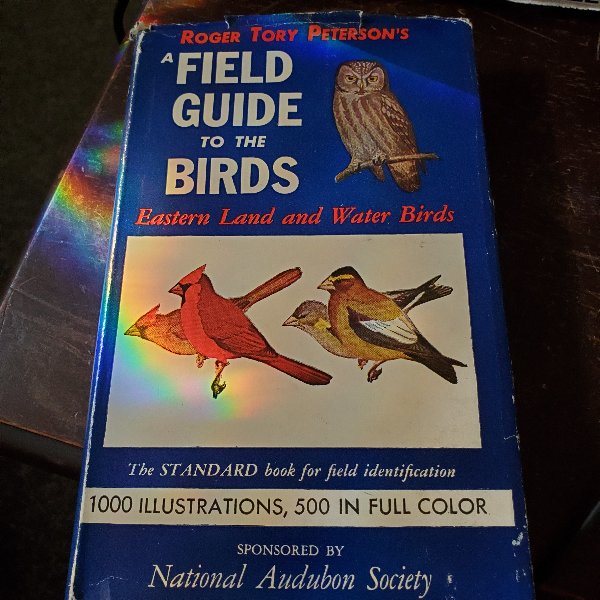 ROGER TORY PETERSON'S
A FIELD
GUIDE
TO THE
BIRDS
Eastern Land and Water Birds
The STANDARD book for field identification
1000 ILLUSTRATIONS, 500 IN FULL COLOR
SPONSORED BY
National Audubon Society